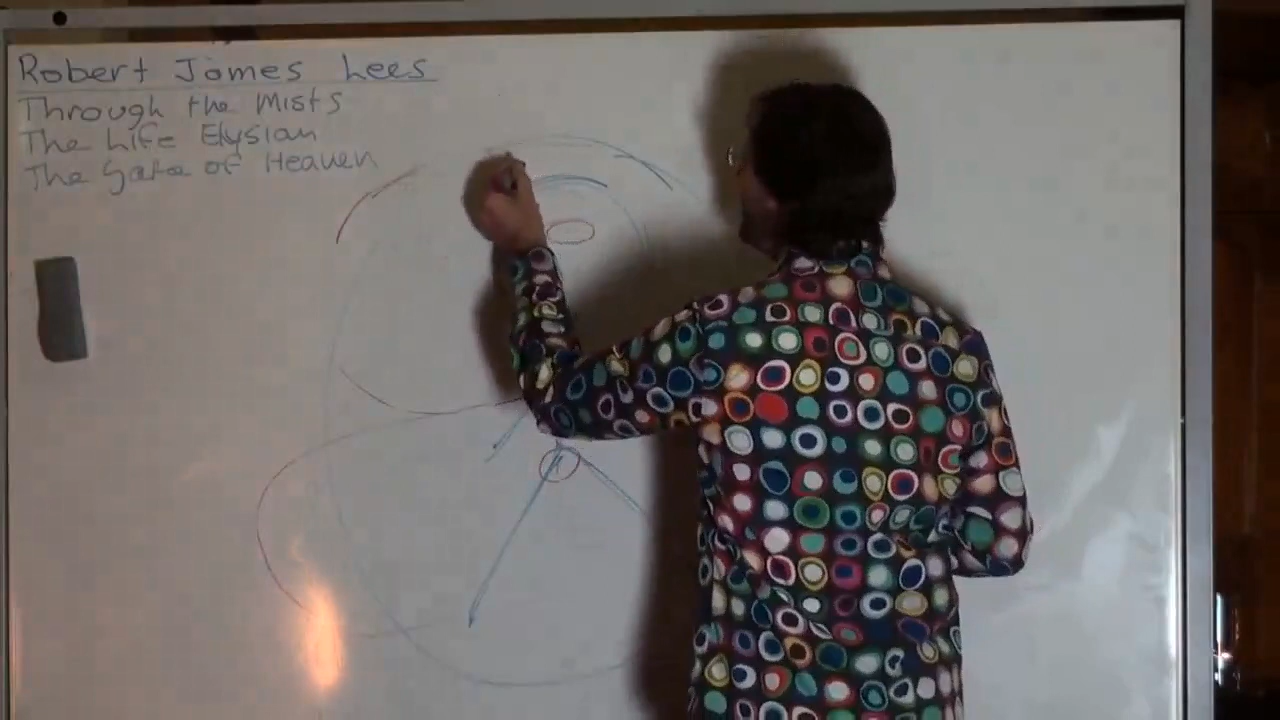 Robert James Lees
Through the Mists
The Life Elysian
The Gate of Heaven